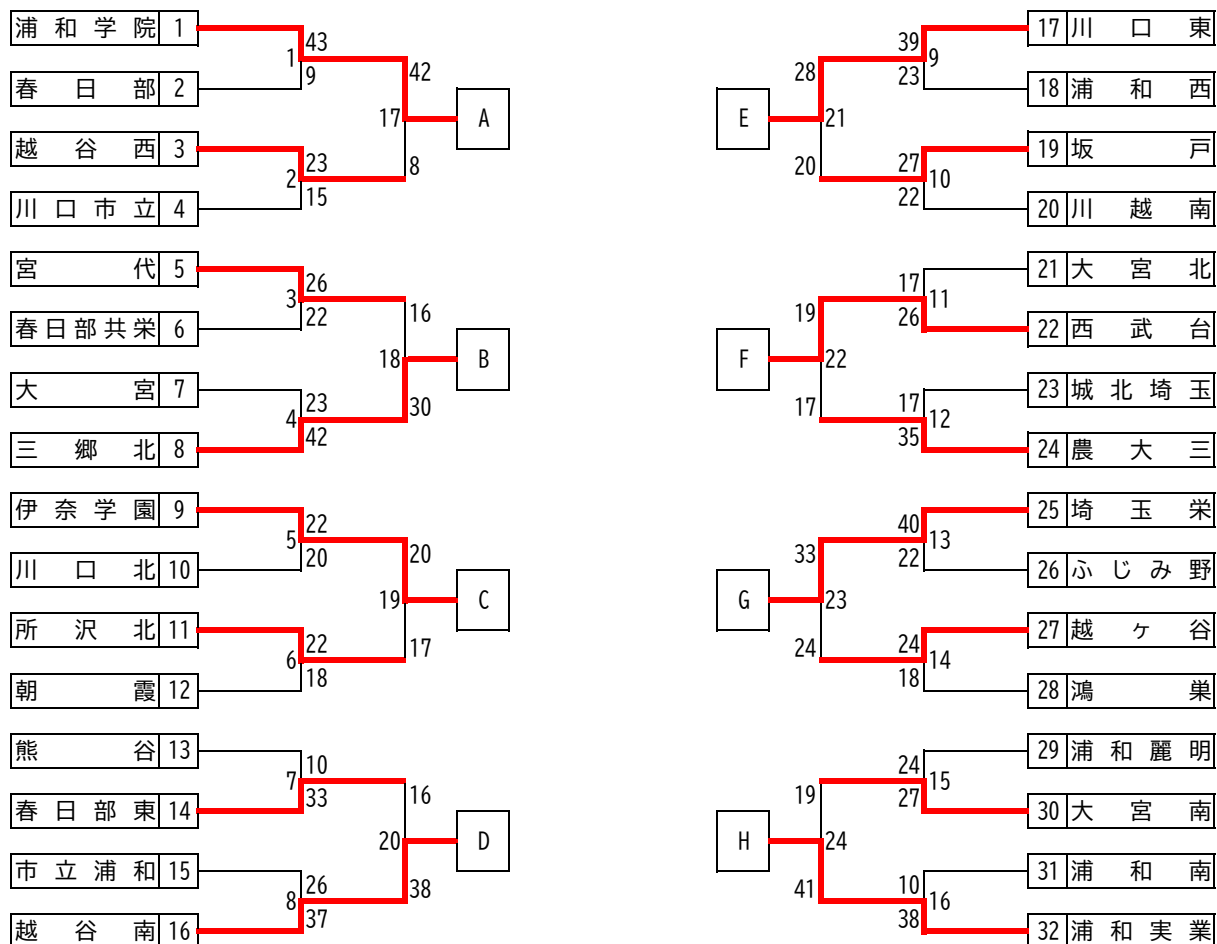 浦和学院 1
43
1
9
春日部 2
42
17
A
越谷西 3
23
2
15
8
川口市立 4
宮代 5
26
3
22
16
春日部共栄 6
18
B
大宮 7
23
4
42
30
三郷北 8
伊奈学園 9
22
5
20
20
川口北 10
19
C
所沢北 11
22
6
18
17
朝霞 12
熊谷 13
10
7
33
16
春日部東 14
20
D
市立浦和 15
26
8
37
38
越谷南 16
17 川口東
39
9
23
28
18 浦和西
E
21
19 坂戸
27
10
22
20
20 川越南
21 大宮北
17
11
26
19
22 西武台
F
22
23 城北埼玉
17
12
35
17
24 農大三
25 埼玉栄
40
13
22
33
26 ふじみ野
G
23
27 越ヶ谷
24
14
18
24
28 鴻巣
29 浦和麗明
24
15
27
19
30 大宮南
H
24
31 浦和南
10
16
38
41
32 浦和実業